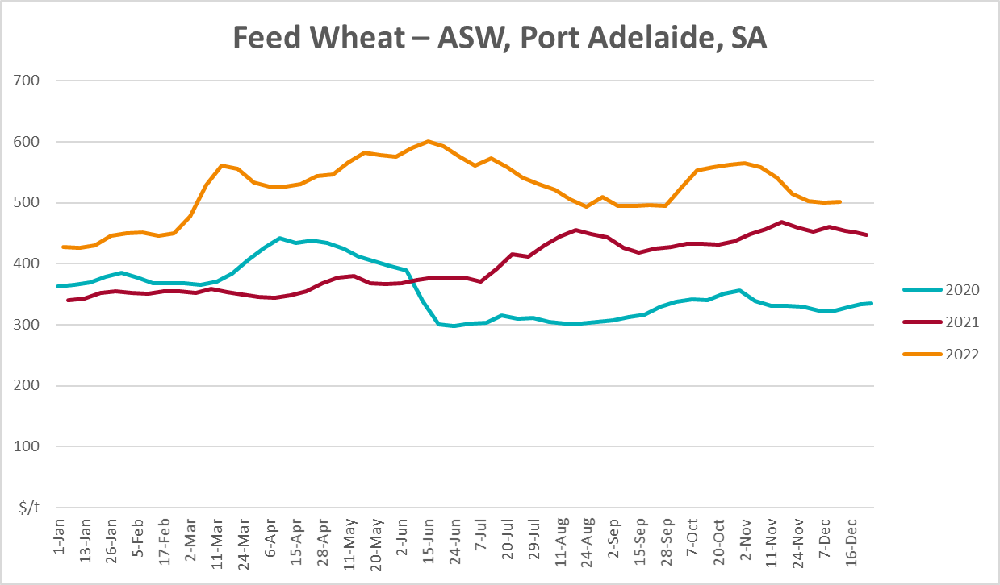 Feed Wheat – ASW, Port Adelaide, SA
700
600
500
400
300
200
100
$/t
1-Jan
13-Jan
26-Jan
5-Feb
17-Feb
2-Mar
11-Mar
24-Mar
6-Apr
15-Apr
28-Apr
11-May
20-May
2-Jun
15-Jun
24-Jun
7-Jul
20-Jul
29-Jul
11-Aug
24-Aug
2-Sep
15-Sep
28-Sep
7-Oct
20-Oct
2-Nov
11-Nov
24-Nov
7-Dec
16-Dec
2020
2021
2022